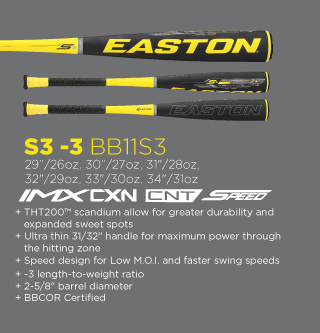 S EASTON
EASTON
EASTON
S3 -3 BB11S3
29"/26oz, 30"/27oz, 31"/28oz,
32"/29oz, 33"/30oz, 34"/31oz
IMX CXN CNT SPEED
+ THT200™ scandium allow for greater durability and
expanded sweet spots
+ Ultra thin 31/32" handle for maximum power through
the hitting zone
+ Speed design for Low M.O.I. and faster swing speeds
+ -3 length-to-weight ratio
+ 2-5/8" barrel diameter
+ BBCOR Certified